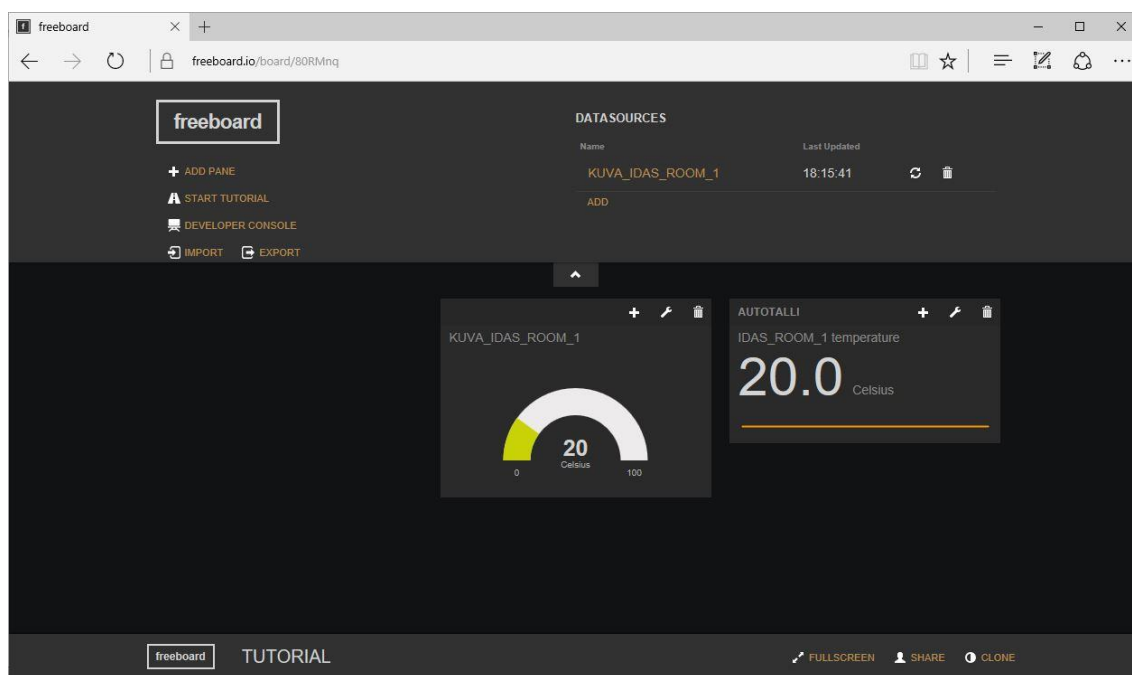 freeboard
freeboard.io/board/80RMnq
freeboard
ADD PANE
START TUTORIAL
DEVELOPER CONSOLE
IMPORT EXPORT
DATASOURCES
Name Last Updated
KUVA_IDAS_ROOM_1 18:15:41
ADD
KUVA_IDAS_ROOM_1
20
Celsius
0 100
AUTOTALLI
IDAS_ROOM_1 temperature
20.0 Celsius
freeboard TUTORIAL FULLSCREEN SHARE CLONE